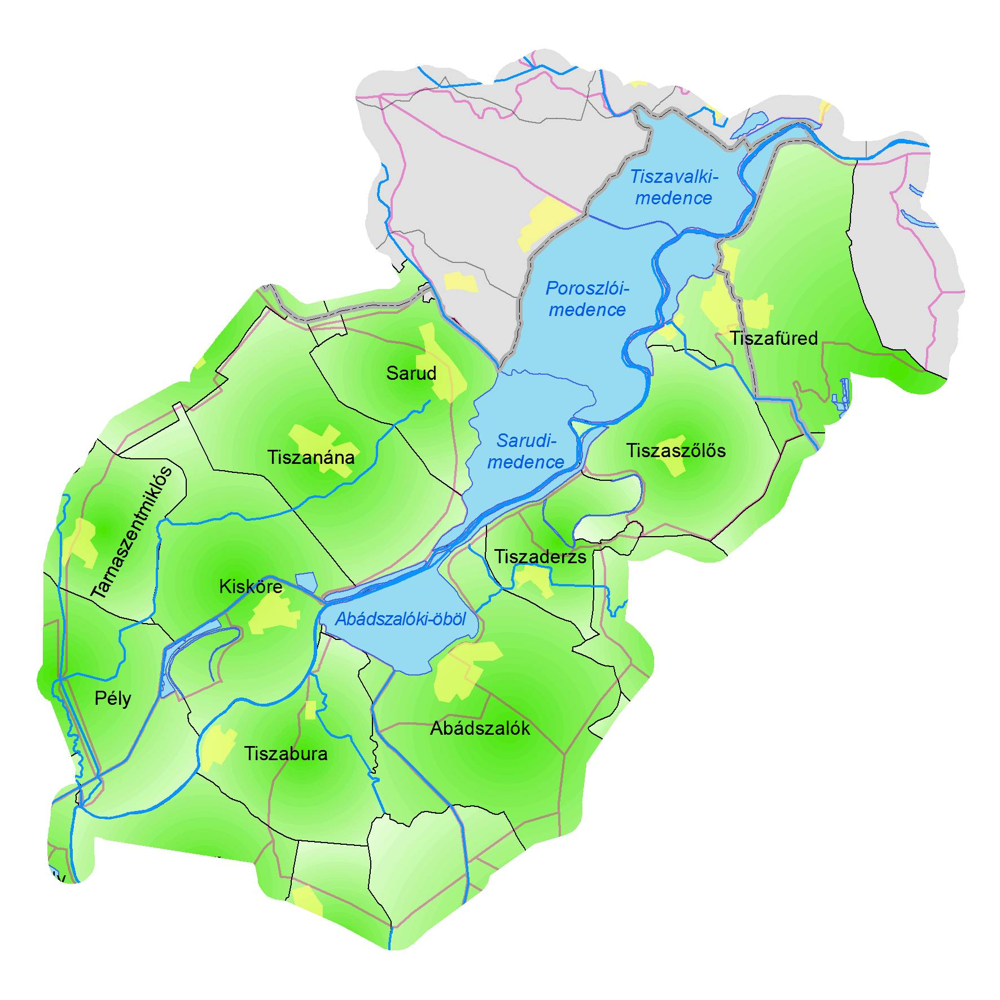 Tiszavalki-
medence
Poroszlói-
medence
Tiszafüred
Sarud
Sarudi-
medence
Tiszaszőlős
Tiszanána
Tarnaszentmiklós
Tiszaderzs
Kisköre
Abádszalóki-öböl
Pély
Abádszalók
Tiszabura